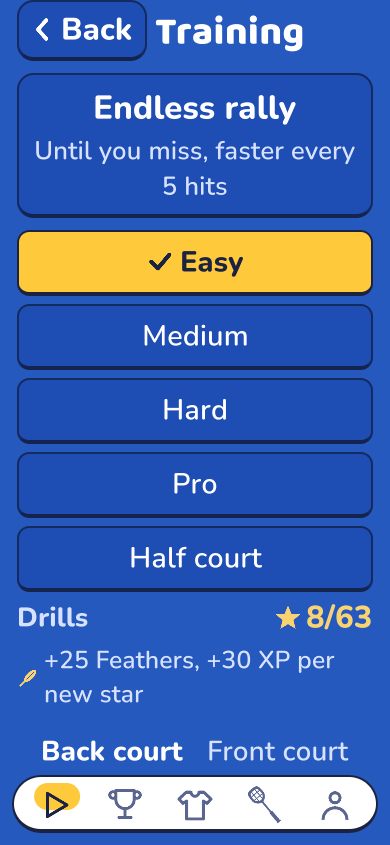 Back Training
Endless rally
Until you miss, faster every
5 hits
Easy
Medium
Hard
Pro
Half court
Drills 8/63
+25 Feathers, +30 XP per
new star
Back court Front court